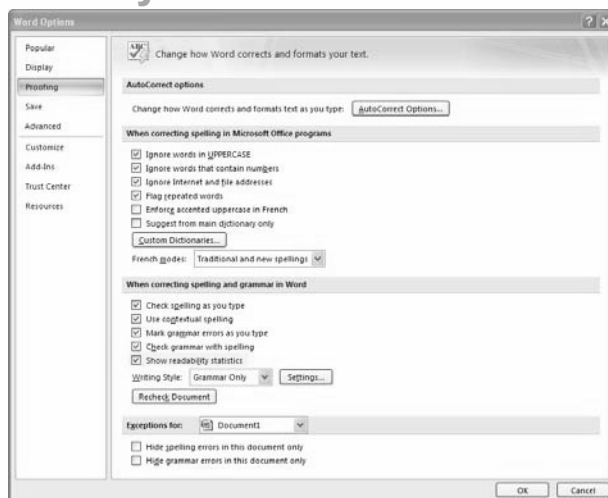 Word Options
Popular
Display
Proofing
Save
Advanced
Customize
Add-Ins
Trust Center
Resources
ABC
Change how Word corrects and formats your text.
AutoCorrect options
Change how Word corrects and formats text as you type: AutoCorrect Options...
When correcting spelling in Microsoft Office programs
Ignore words in UPPERCASE
Ignore words that contain numbers
Ignore Internet and file addresses
Flag repeated words
Enforce accented uppercase in French
Suggest from main dictionary only
Custom Dictionaries...
French modes: Traditional and new spellings
When correcting spelling and grammar in Word
Check spelling as you type
Use contextual spelling
Mark grammar errors as you type
Check grammar with spelling
Show readability statistics
Writing Style: Grammar Only Settings...
Recheck Document
Exceptions for: Document1
Hide spelling errors in this document only
Hide grammar errors in this document only
OK Cancel